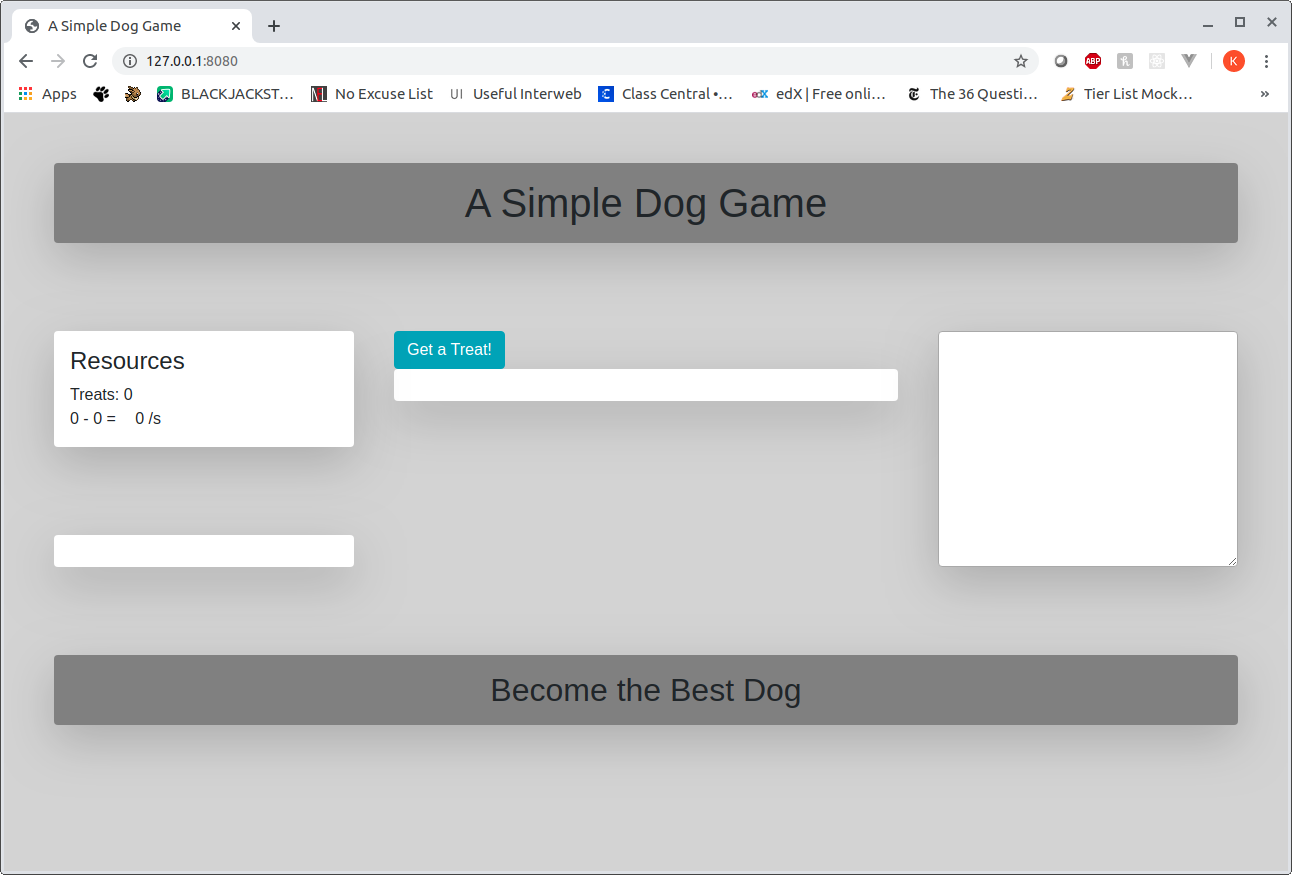 A Simple Dog Game
127.0.0.1:8080
ABP
K
Apps
BLACKJACKST…
NL
No Excuse List
UI
Useful Interweb
Class Central •…
edX
edX | Free onli…
The 36 Questi…
Tier List Mock…
»
A Simple Dog Game
Resources
Treats: 0
0 - 0 = 0 /s
Get a Treat!
Become the Best Dog